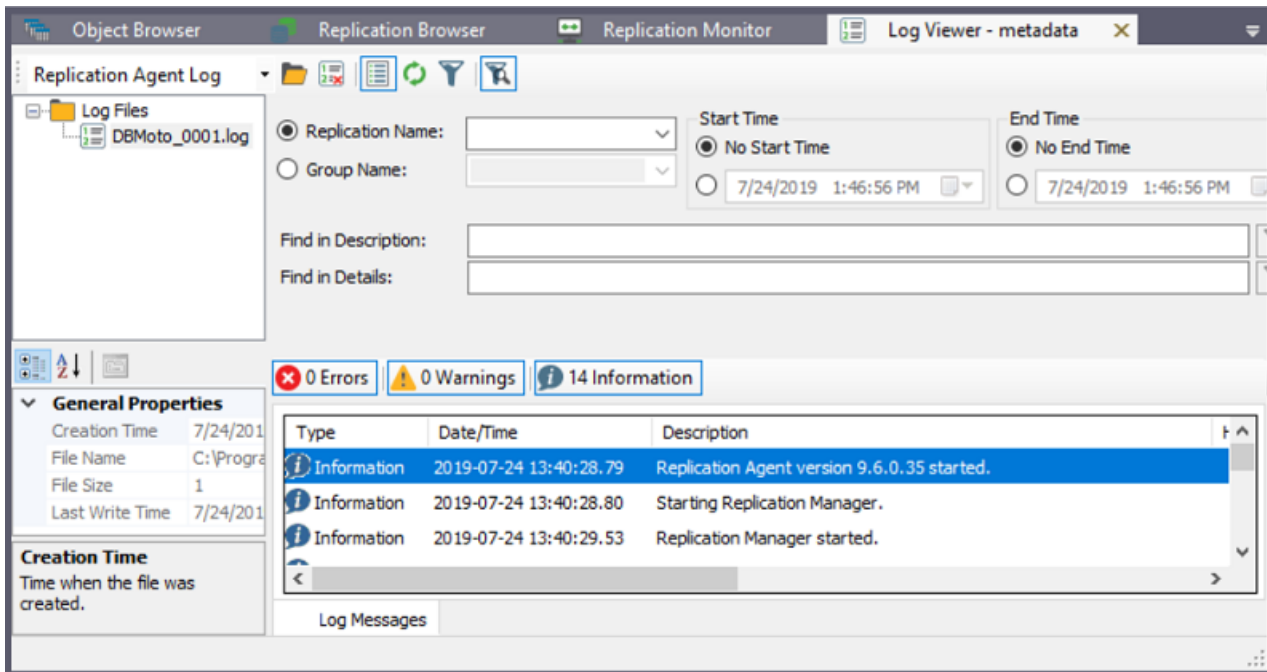 Object Browser Replication Browser Replication Monitor Log Viewer - metadata
Replication Agent Log
Log Files
DBMoto_0001.log
Replication Name:
Group Name:
Start Time
No Start Time
7/24/2019 1:46:56 PM
End Time
No End Time
7/24/2019 1:46:56 PM
Find in Description:
Find in Details:
General Properties
Creation Time 7/24/201
File Name C:\Progra
File Size 1
Last Write Time 7/24/201
Creation Time
Time when the file was
created.
0 Errors 0 Warnings 14 Information
Type Date/Time Description
Information 2019-07-24 13:40:28.79 Replication Agent version 9.6.0.35 started.
Information 2019-07-24 13:40:28.80 Starting Replication Manager.
Information 2019-07-24 13:40:29.53 Replication Manager started.
Log Messages